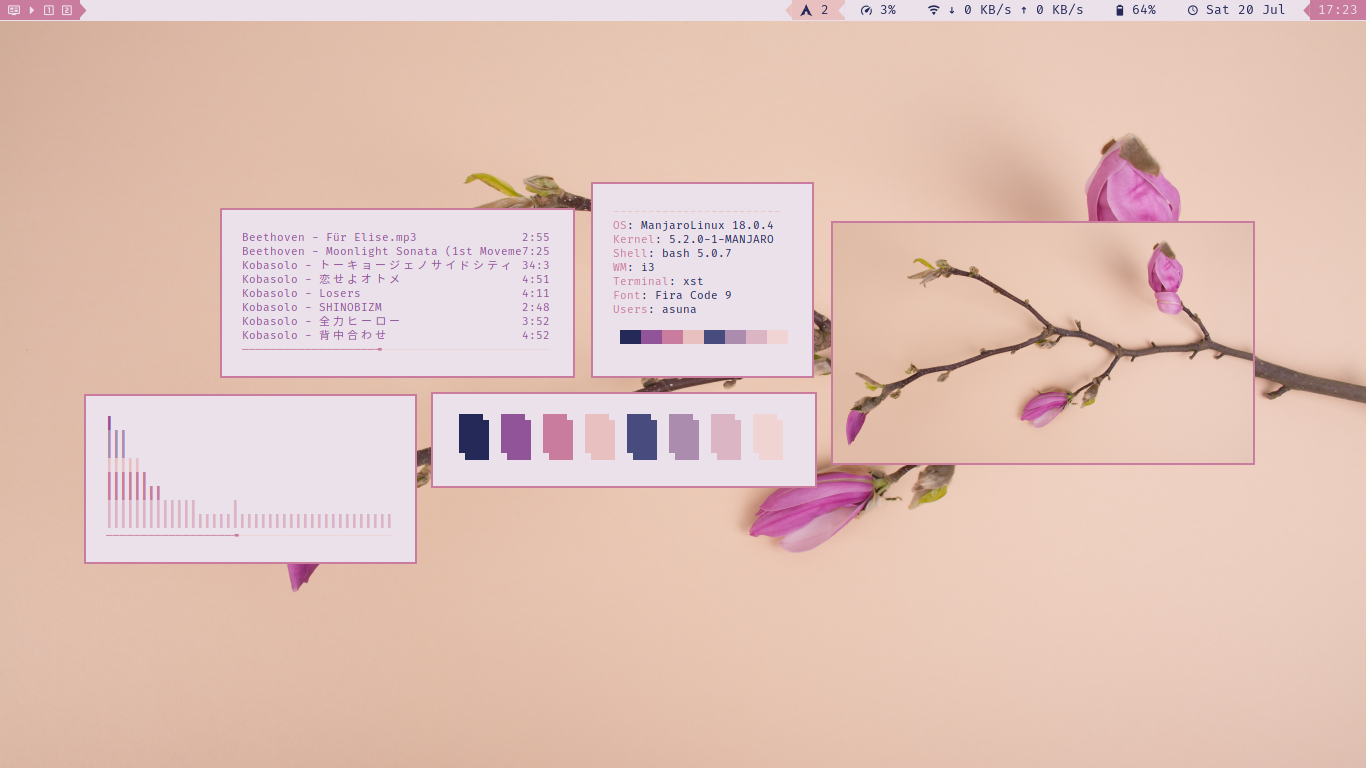 1 2
2 3% ↓ 0 KB/s ↑ 0 KB/s 64% Sat 20 Jul 17:23
Beethoven – Für Elise.mp3 2:55
Beethoven – Moonlight Sonata (1st Moveme7:25
Kobasolo – トーキョージェノサイドシティ 34:3
Kobasolo – 恋せよオトメ 4:51
Kobasolo – Losers 4:11
Kobasolo – SHINOBIZM 2:48
Kobasolo – 全力ヒーロー 3:52
Kobasolo – 背中合わせ 4:52
OS: ManjaroLinux 18.0.4
Kernel: 5.2.0-1-MANJARO
Shell: bash 5.0.7
WM: i3
Terminal: xst
Font: Fira Code 9
Users: asuna